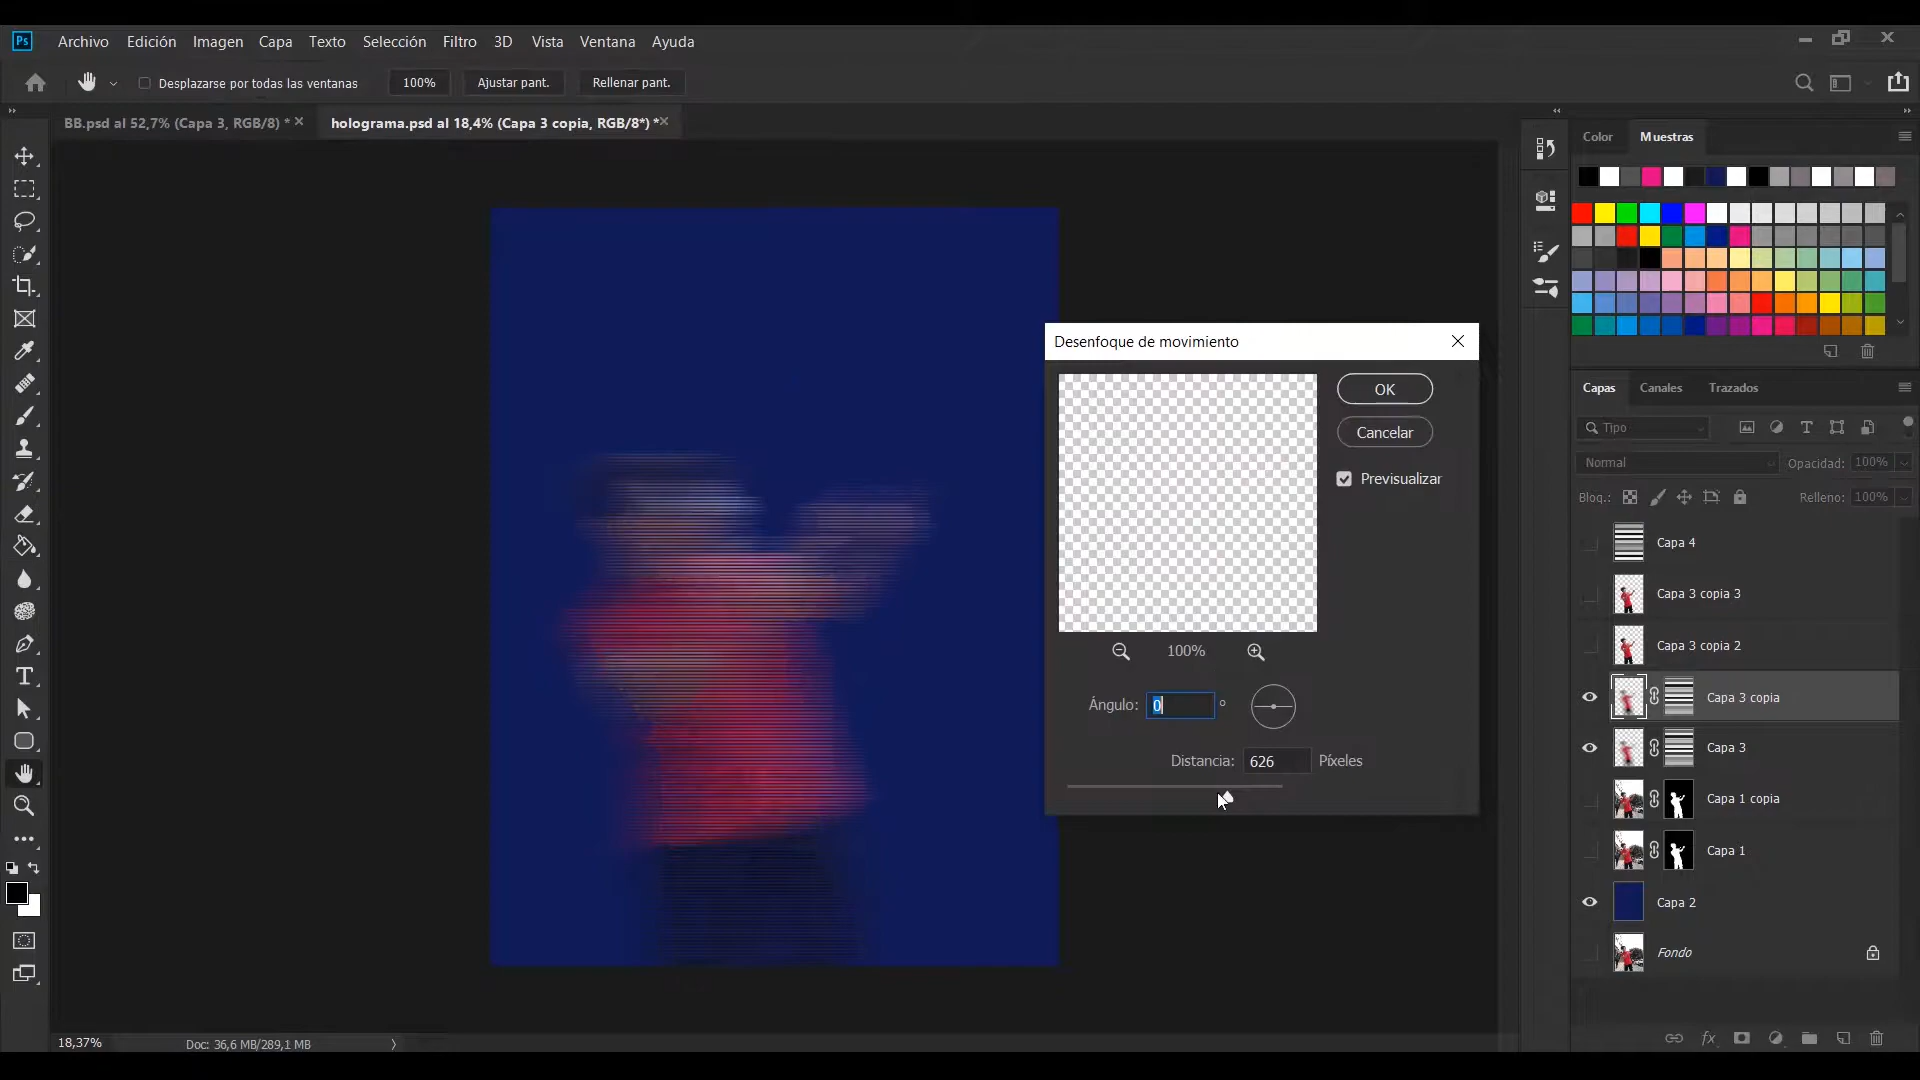 Ps Archivo Edición Imagen Capa Texto Selección Filtro 3D Vista Ventana Ayuda
Desplazarse por todas las ventanas 100% Ajustar pant. Rellenar pant.
BB.psd al 52,7% (Capa 3, RGB/8) * holograma.psd al 18,4% (Capa 3 copia, RGB/8*) *
Color Muestras
Desenfoque de movimiento
OK
Cancelar
Previsualizar
100%
Ángulo: 0 °
Distancia: 626 Píxeles
Capas Canales Trazados
Tipo
Normal Opacidad: 100%
Bloq.: Relleno: 100%
Capa 4
Capa 3 copia 3
Capa 3 copia 2
Capa 3 copia
Capa 3
Capa 1 copia
Capa 1
Capa 2
Fondo
fx
18,37% Doc: 36,6 MB/289,1 MB